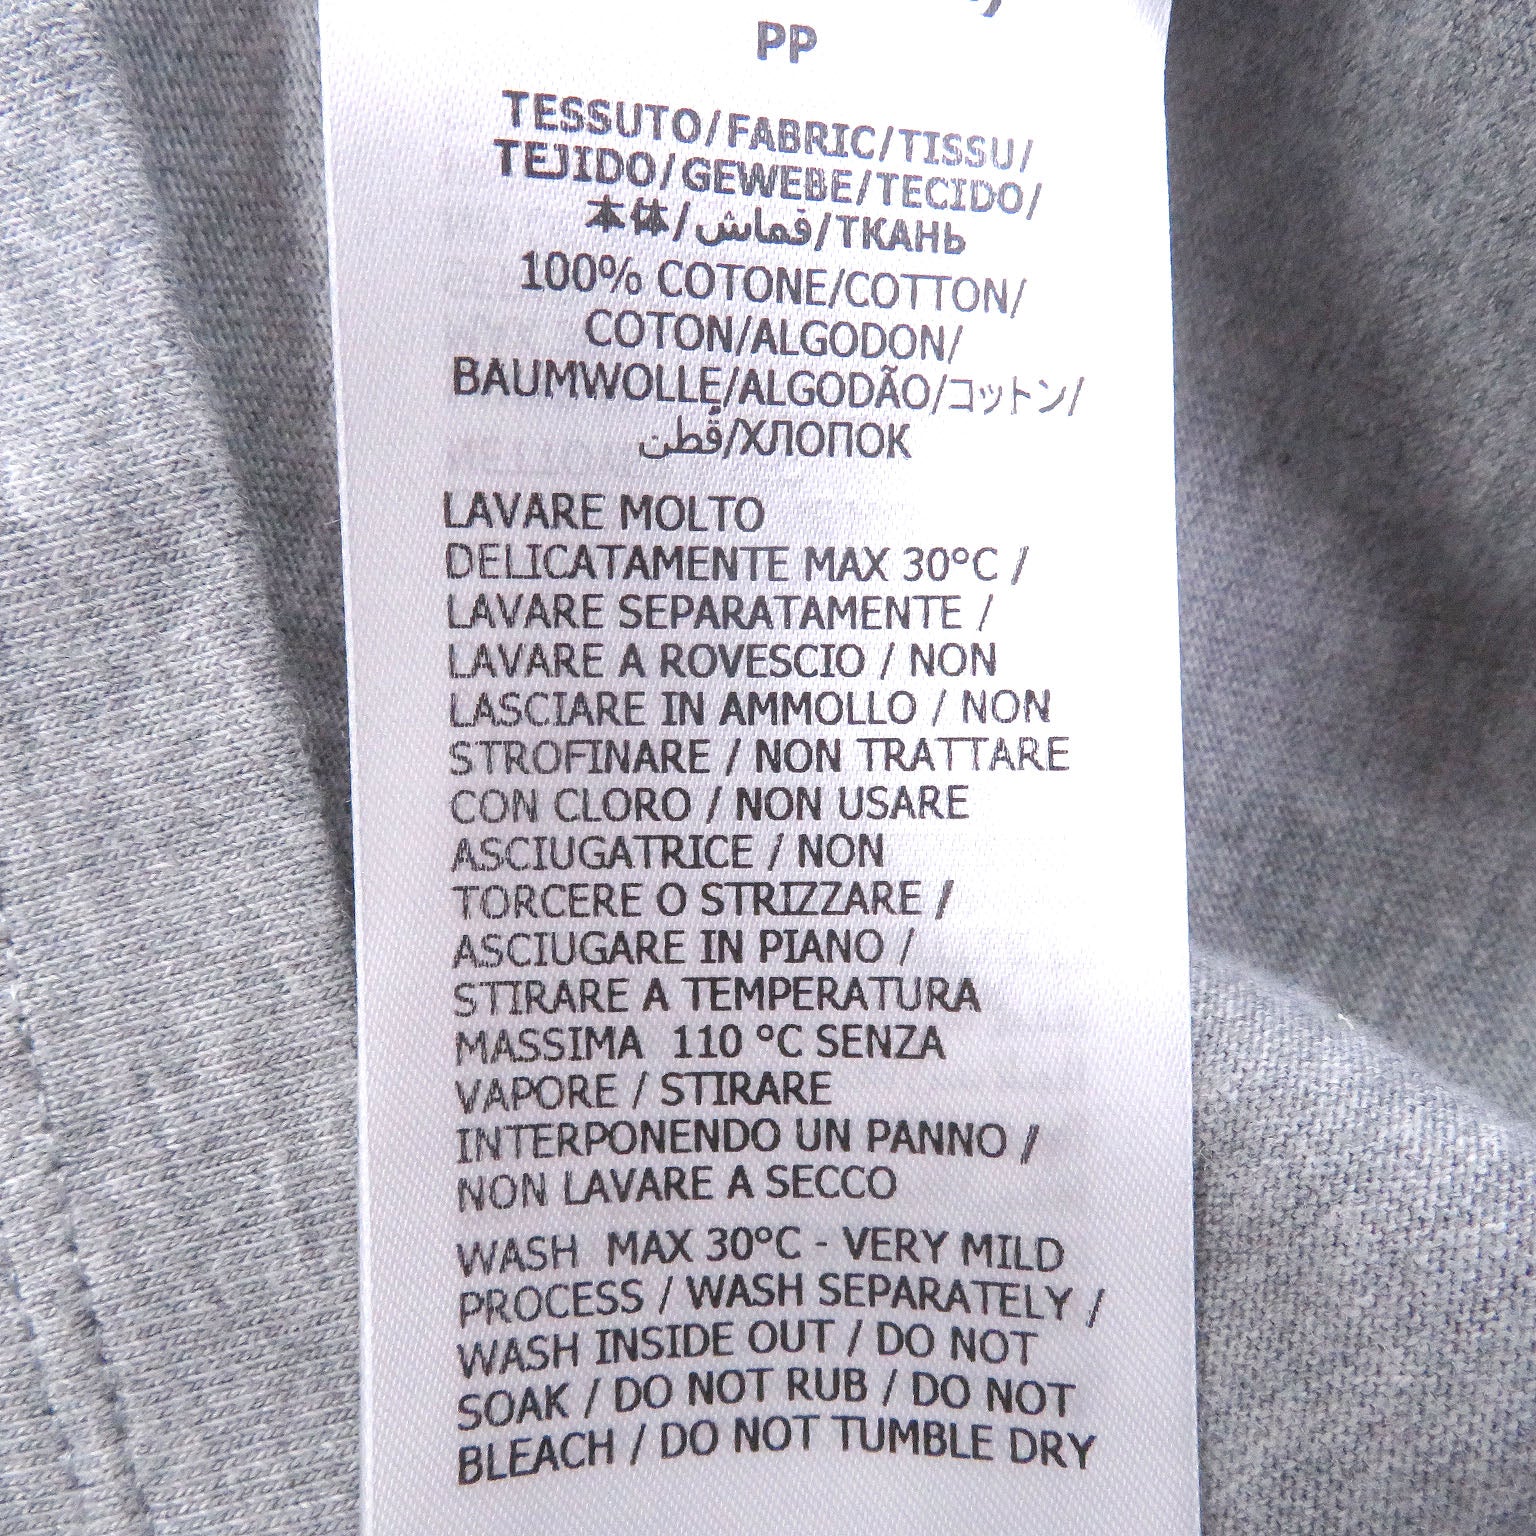 PP
TESSUTO/FABRIC/TISSU/
TEJIDO/GEWEBE/TECIDO/
本体/قماش/ТКАНЬ
100% COTONE/COTTON/
COTON/ALGODON/
BAUMWOLLE/ALGODÃO/コットン/
قُطن/ХЛОПОК
LAVARE MOLTO
DELICATAMENTE MAX 30°C /
LAVARE SEPARATAMENTE /
LAVARE A ROVESCIO / NON
LASCIARE IN AMMOLLO / NON
STROFINARE / NON TRATTARE
CON CLORO / NON USARE
ASCIUGATRICE / NON
TORCERE O STRIZZARE /
ASCIUGARE IN PIANO /
STIRARE A TEMPERATURA
MASSIMA 110 °C SENZA
VAPORE / STIRARE
INTERPONENDO UN PANNO /
NON LAVARE A SECCO
WASH MAX 30°C - VERY MILD
PROCESS / WASH SEPARATELY /
WASH INSIDE OUT / DO NOT
SOAK / DO NOT RUB / DO NOT
BLEACH / DO NOT TUMBLE DRY